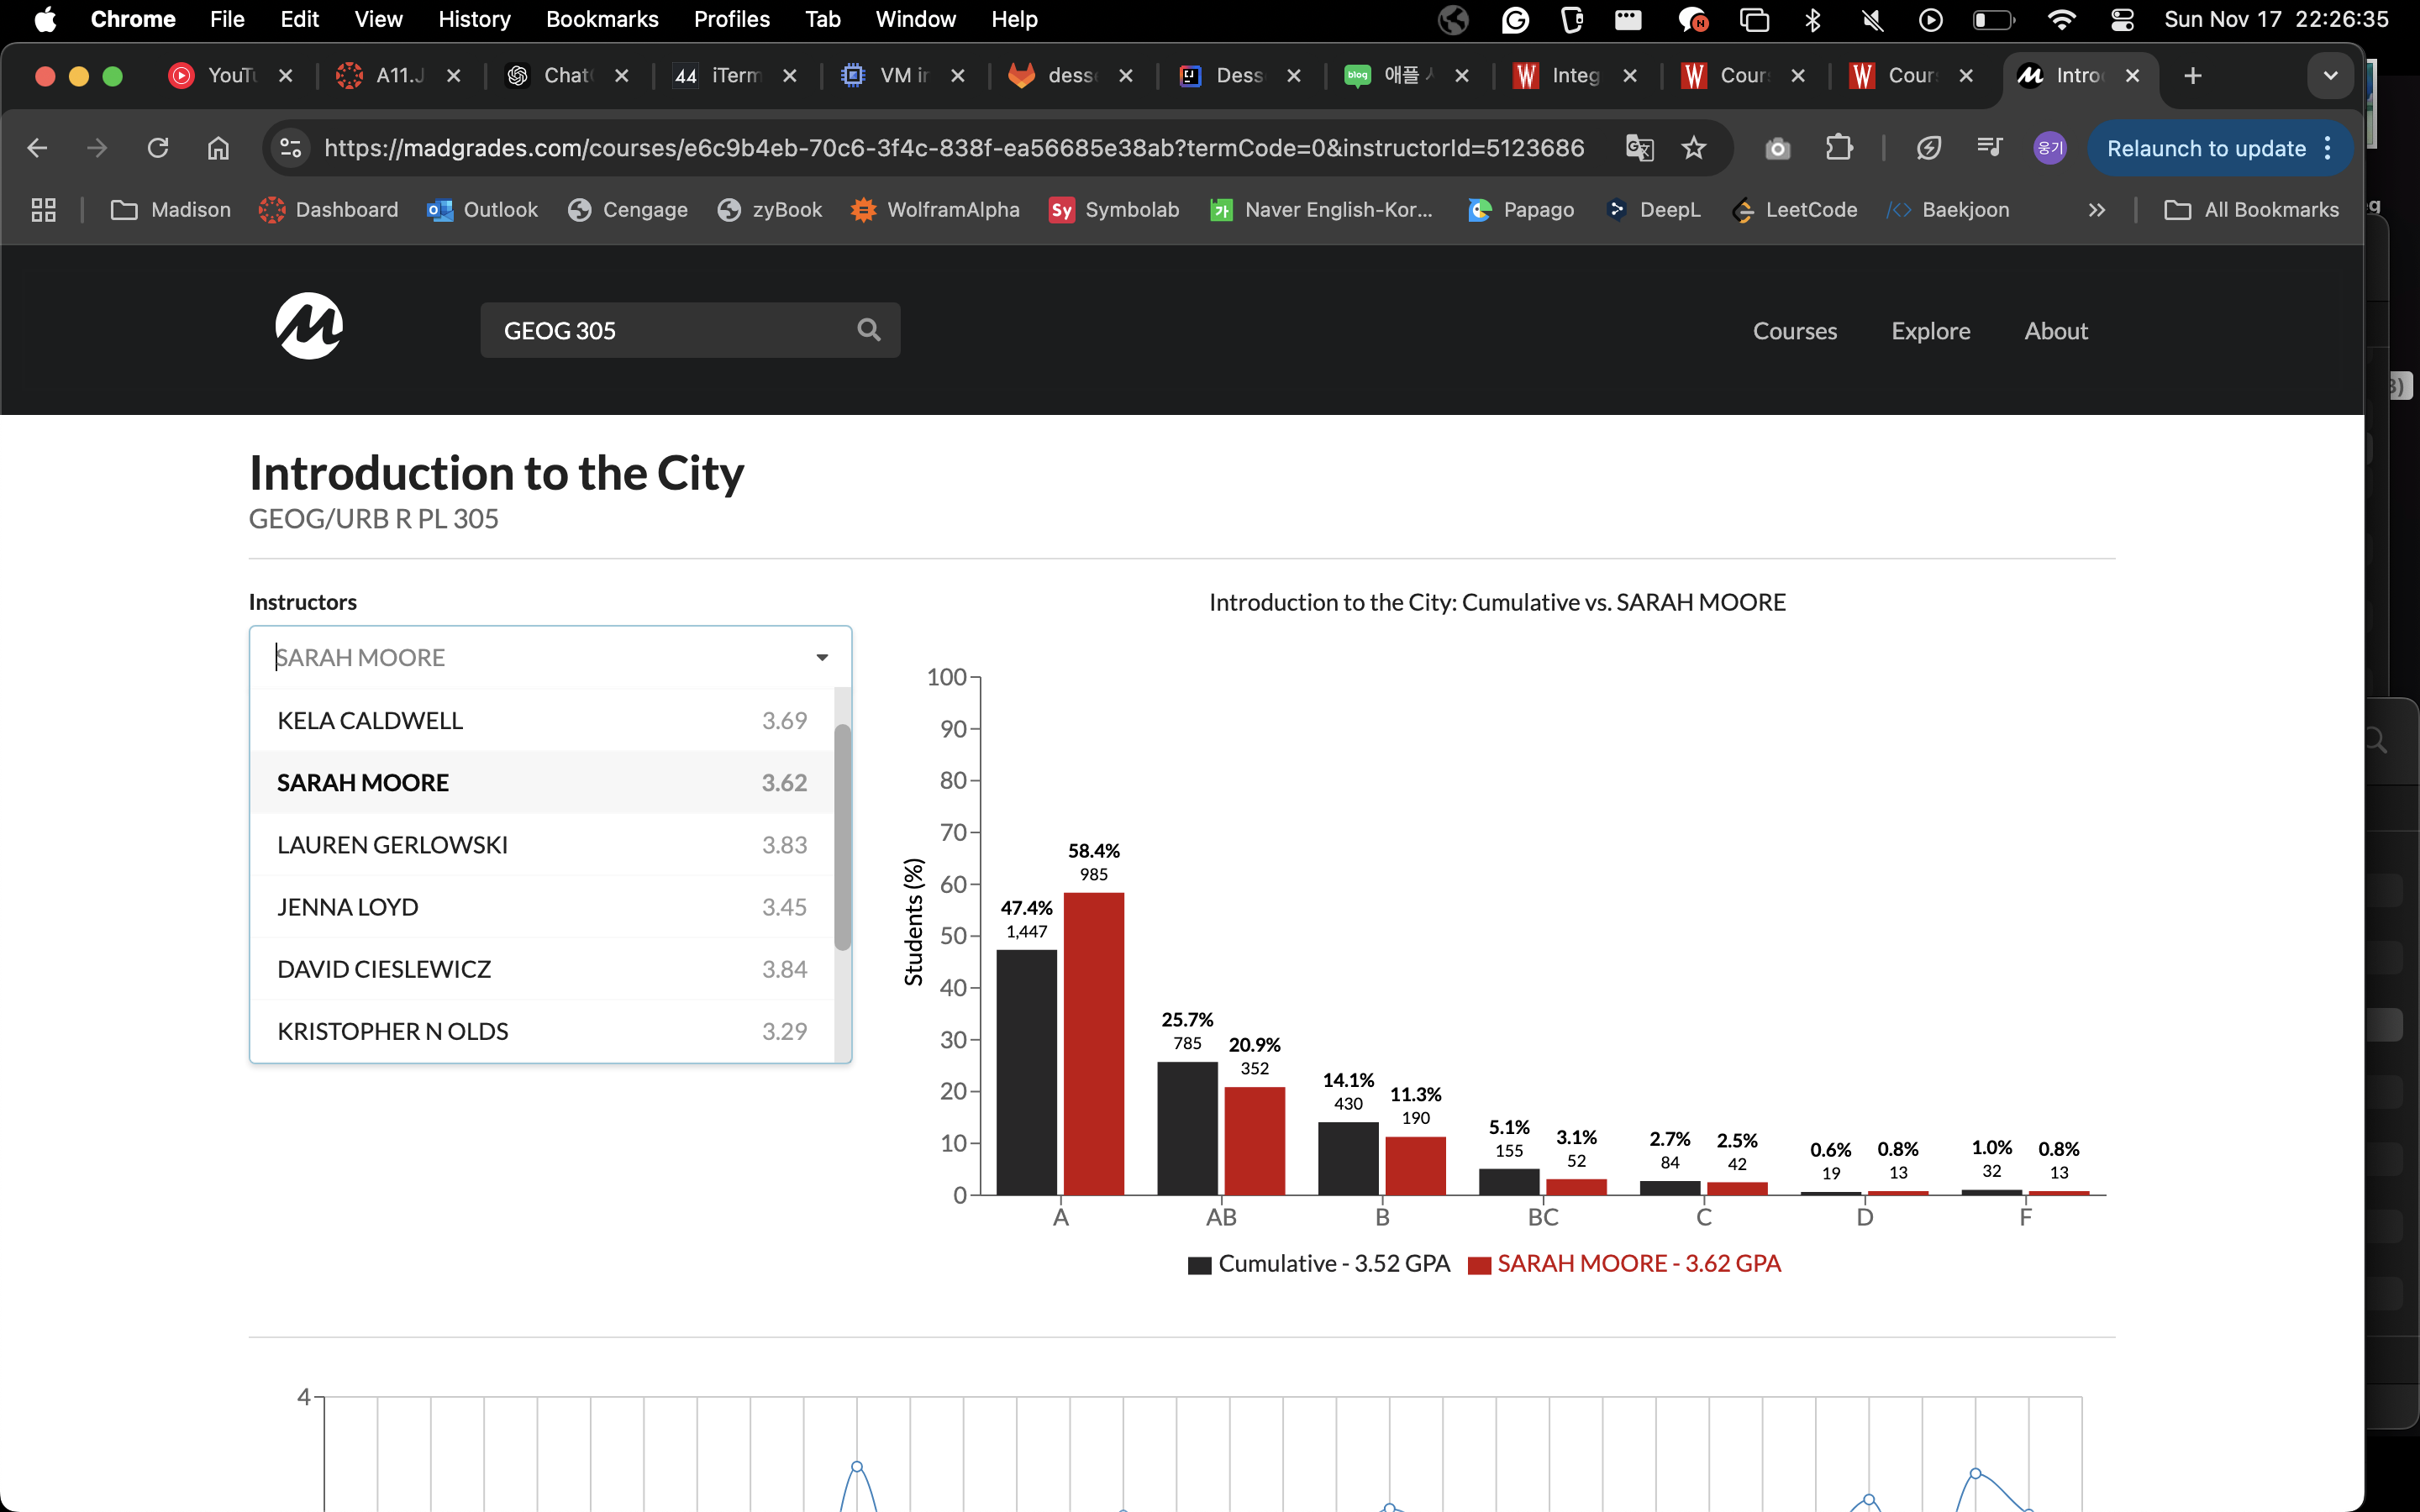 Chrome File Edit View History Bookmarks Profiles Tab Window Help Sun Nov 17 22:26:35
YouTu A11.J Chat iTerm VM in desse Dess 애플 Integ Cour Cour Intro
https://madgrades.com/courses/e6c9b4eb-70c6-3f4c-838f-ea56685e38ab?termCode=0&instructorId=5123686 웅기 Relaunch to update
Madison Dashboard Outlook Cengage zyBook WolframAlpha Symbolab Naver English-Kor... Papago DeepL LeetCode Baekjoon All Bookmarks
GEOG 305 Courses Explore About
Introduction to the City
GEOG/URB R PL 305
Instructors
SARAH MOORE
KELA CALDWELL 3.69
SARAH MOORE 3.62
LAUREN GERLOWSKI 3.83
JENNA LOYD 3.45
DAVID CIESLEWICZ 3.84
KRISTOPHER N OLDS 3.29
Introduction to the City: Cumulative vs. SARAH MOORE
Students (%)
100
90
80
70
60
50
40
30
20
10
0
47.4%
1,447
58.4%
985
25.7%
785
20.9%
352
14.1%
430
11.3%
190
5.1%
155
3.1%
52
2.7%
84
2.5%
42
0.6%
19
0.8%
13
1.0%
32
0.8%
13
A AB B BC C D F
Cumulative - 3.52 GPA SARAH MOORE - 3.62 GPA
4